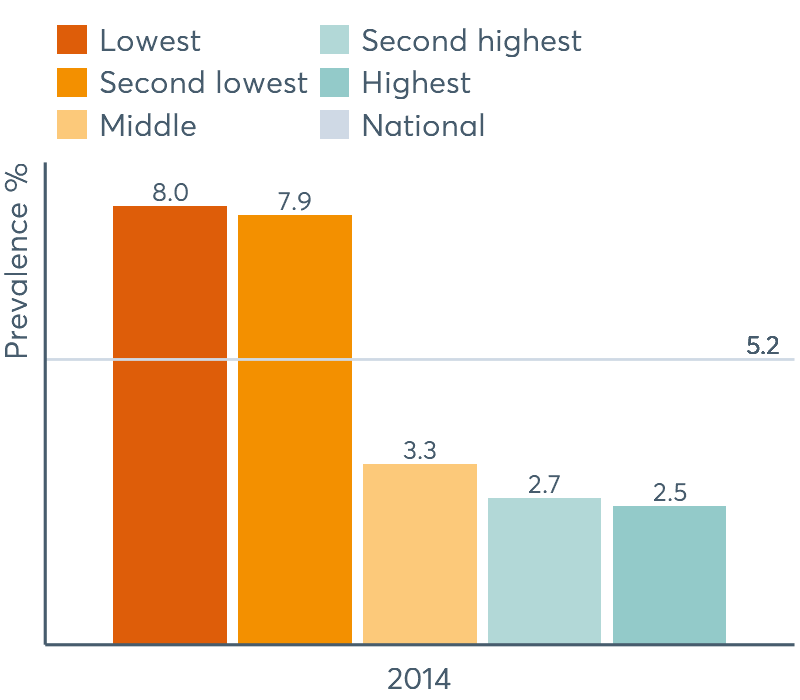 Lowest
Second lowest
Middle
Second highest
Highest
National
Prevalence %
8.0
7.9
5.2
3.3
2.7
2.5
2014